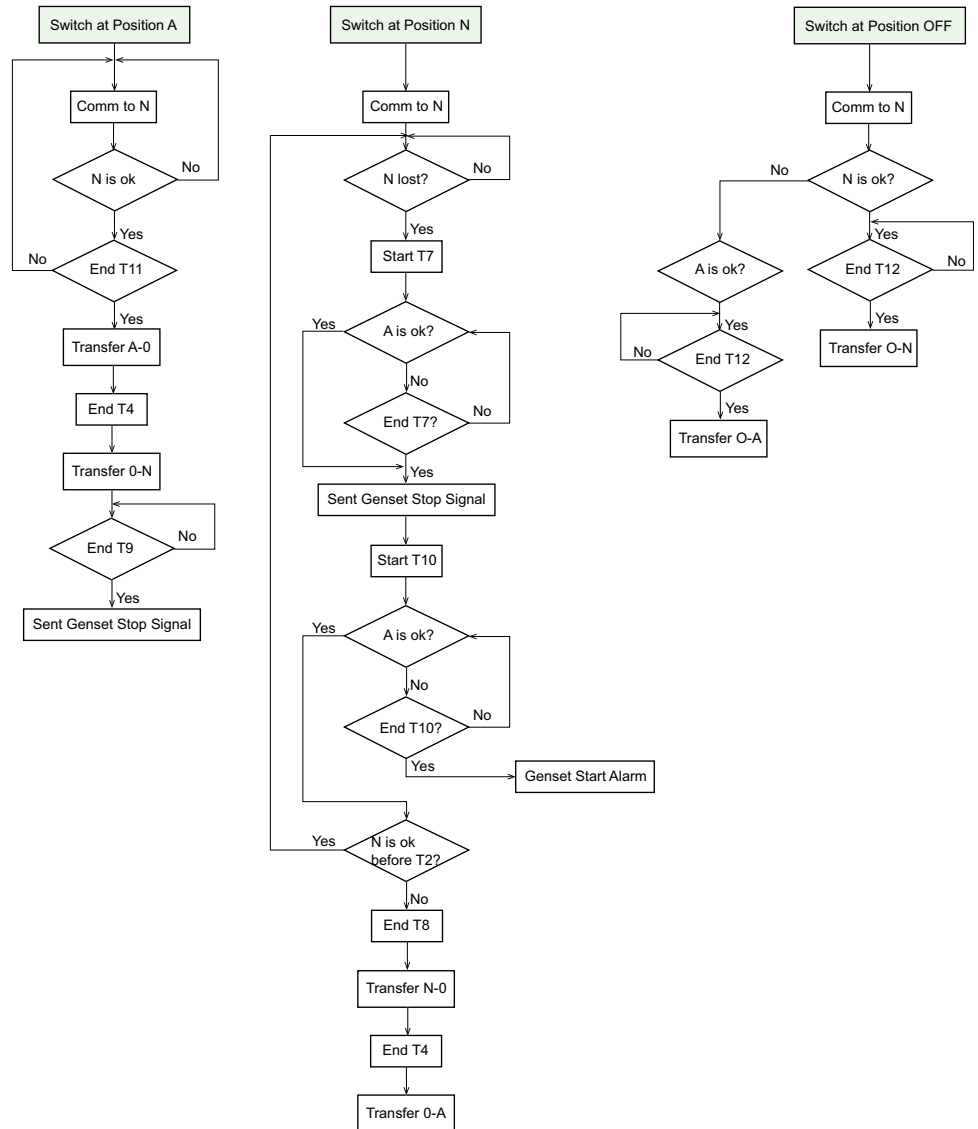 Switch at Position A
Comm to N
N is ok
No
Yes
End T11
No
Yes
Transfer A-0
End T4
Transfer 0-N
End T9
No
Yes
Sent Genset Stop Signal
Switch at Position N
Comm to N
N lost?
No
Yes
Start T7
A is ok?
Yes
No
End T7?
No
Yes
Sent Genset Stop Signal
Start T10
A is ok?
Yes
No
End T10?
No
Yes
Genset Start Alarm
N is ok
before T2?
Yes
No
End T8
Transfer N-0
End T4
Transfer 0-A
Switch at Position OFF
Comm to N
N is ok?
No
Yes
End T12
No
Yes
Transfer O-N
A is ok?
Yes
End T12
No
Yes
Transfer O-A